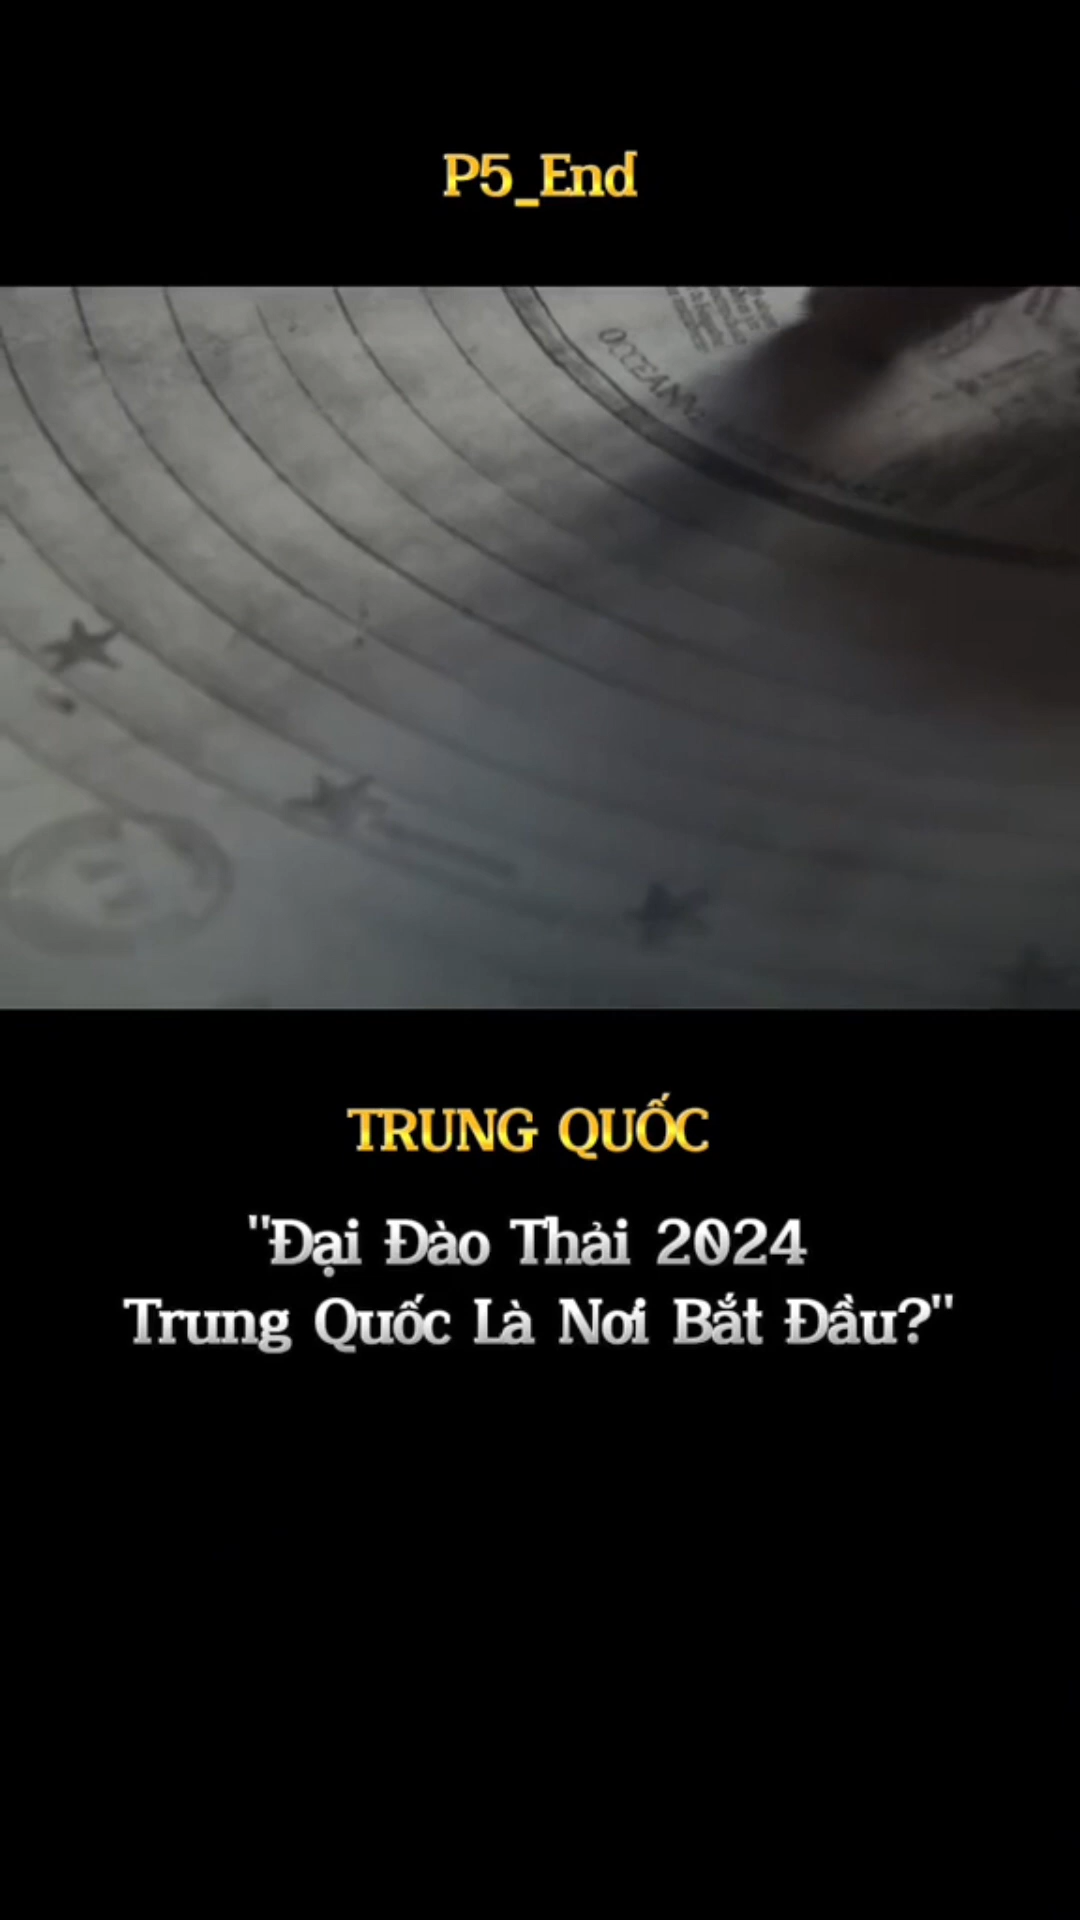 P5_End
TRUNG QUỐC
"Đại Đào Thải 2024
Trung Quốc Là Nơi Bắt Đầu?"